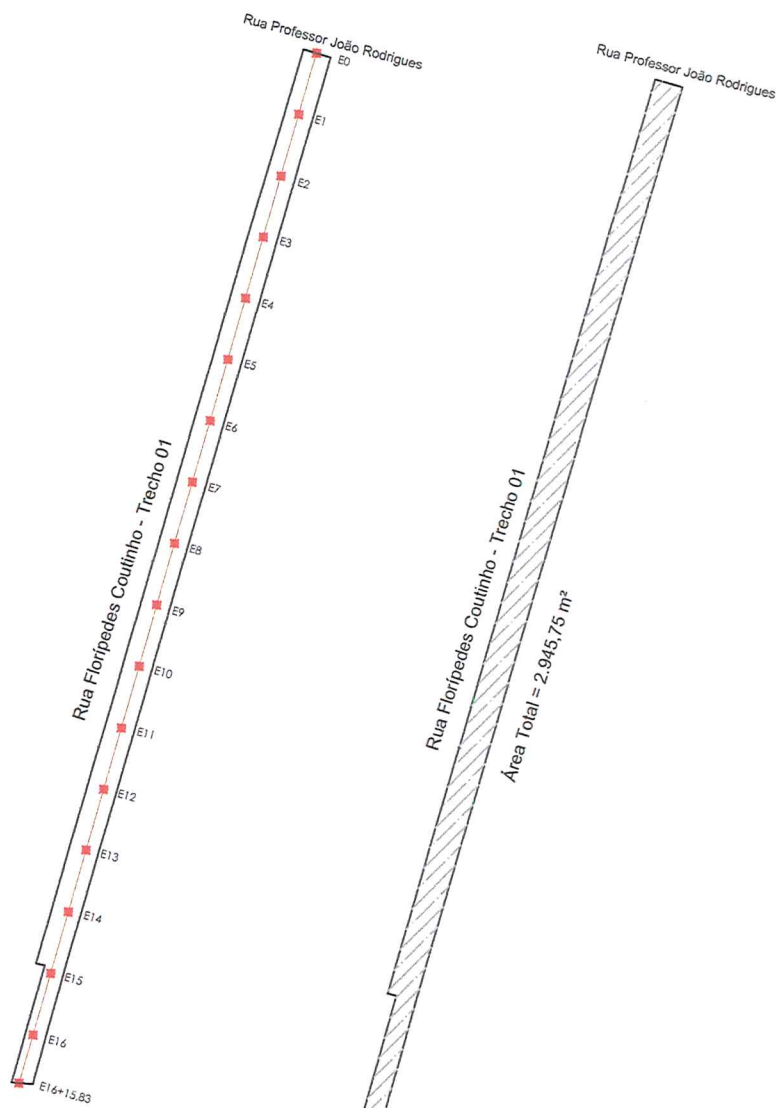 Rua Professor João Rodrigues
E0
E1
E2
E3
E4
E5
E6
E7
E8
E9
E10
E11
E12
E13
E14
E15
E16
E16+15,83
Rua Florípedes Coutinho - Trecho 01
Rua Professor João Rodrigues
Rua Florípedes Coutinho - Trecho 01
Área Total = 2.945,75 m²